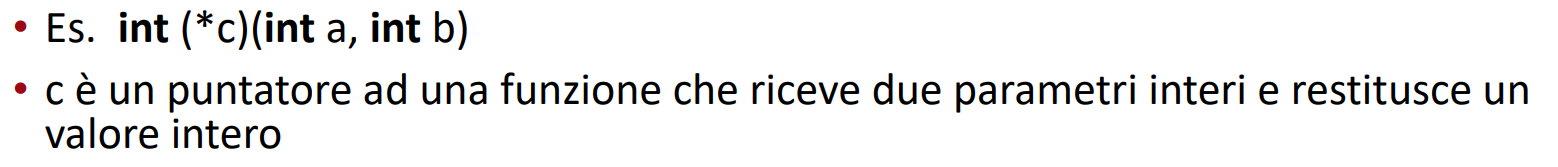 • Es. int (*c)(int a, int b)
• c è un puntatore ad una funzione che riceve due parametri interi e restitusce un
valore intero